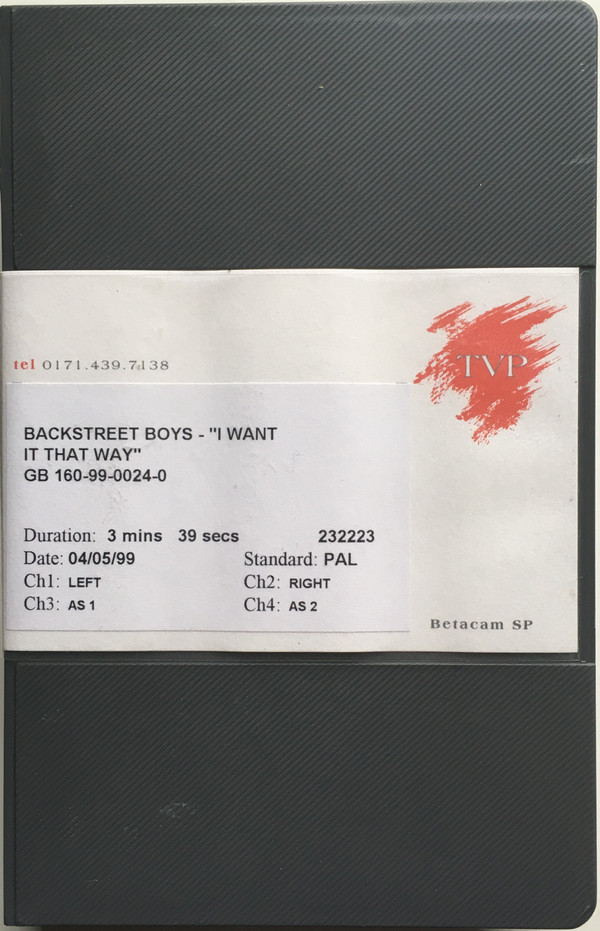 TVP
tel 0171.439.7138
BACKSTREET BOYS - "I WANT
IT THAT WAY"
GB 160-99-0024-0
Duration: 3 mins 39 secs 232223
Date: 04/05/99 Standard: PAL
Ch1: LEFT Ch2: RIGHT
Ch3: AS 1 Ch4: AS 2
Betacam SP